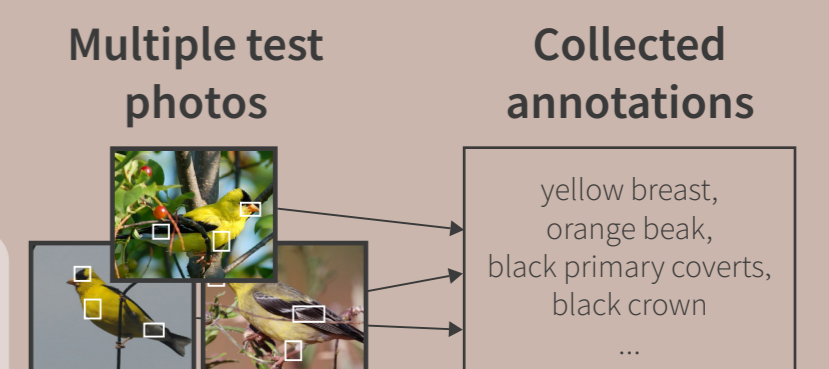 Multiple test
photos
Collected
annotations
yellow breast,
orange beak,
black primary coverts,
black crown
...